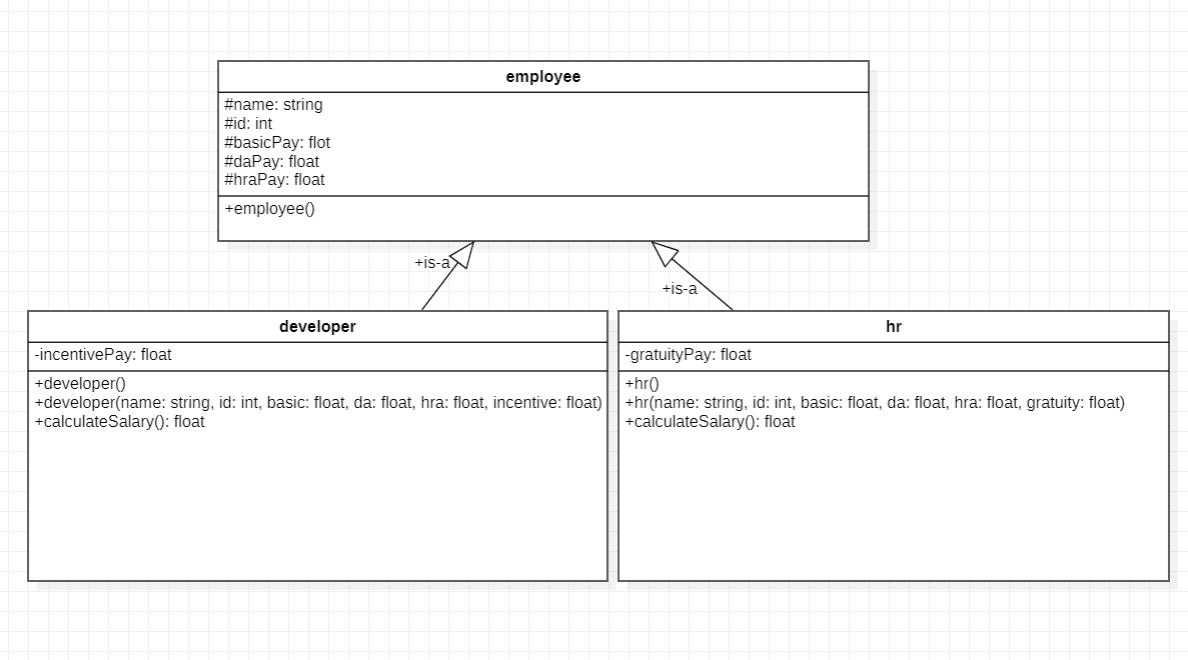 employee
#name: string
#id: int
#basicPay: flot
#daPay: float
#hraPay: float
+employee()
+is-a
+is-a
developer
-incentivePay: float
+developer()
+developer(name: string, id: int, basic: float, da: float, hra: float, incentive: float)
+calculateSalary(): float
hr
-gratuityPay: float
+hr()
+hr(name: string, id: int, basic: float, da: float, hra: float, gratuity: float)
+calculateSalary(): float